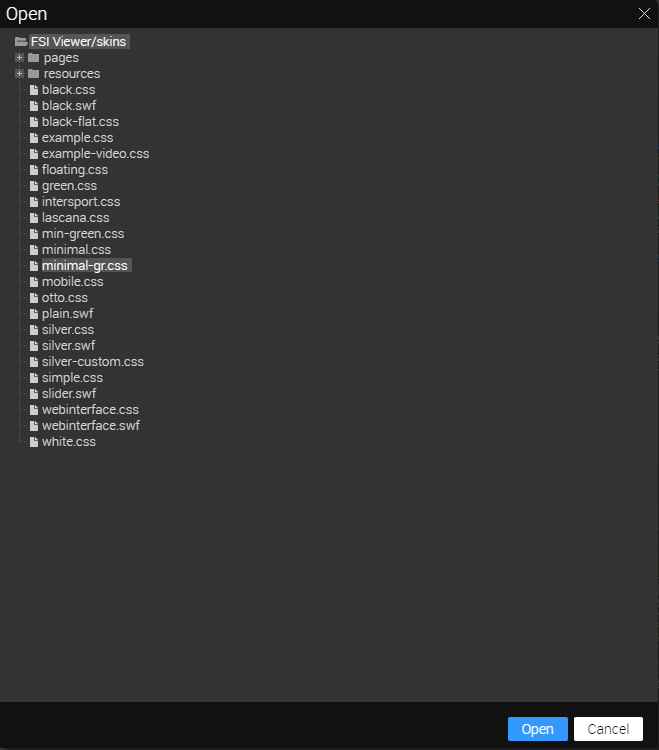 Open
FSI Viewer/skins
pages
resources
black.css
black.swf
black-flat.css
example.css
example-video.css
floating.css
green.css
intersport.css
lascana.css
min-green.css
minimal.css
minimal-gr.css
mobile.css
otto.css
plain.swf
silver.css
silver.swf
silver-custom.css
simple.css
slider.swf
webinterface.css
webinterface.swf
white.css
Open Cancel